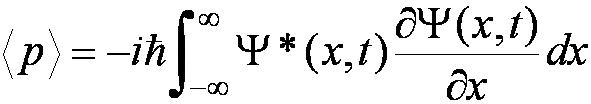 ⟨p⟩ = -iħ∫_{-∞}^{∞} Ψ*(x,t) ∂Ψ(x,t)/∂x dx